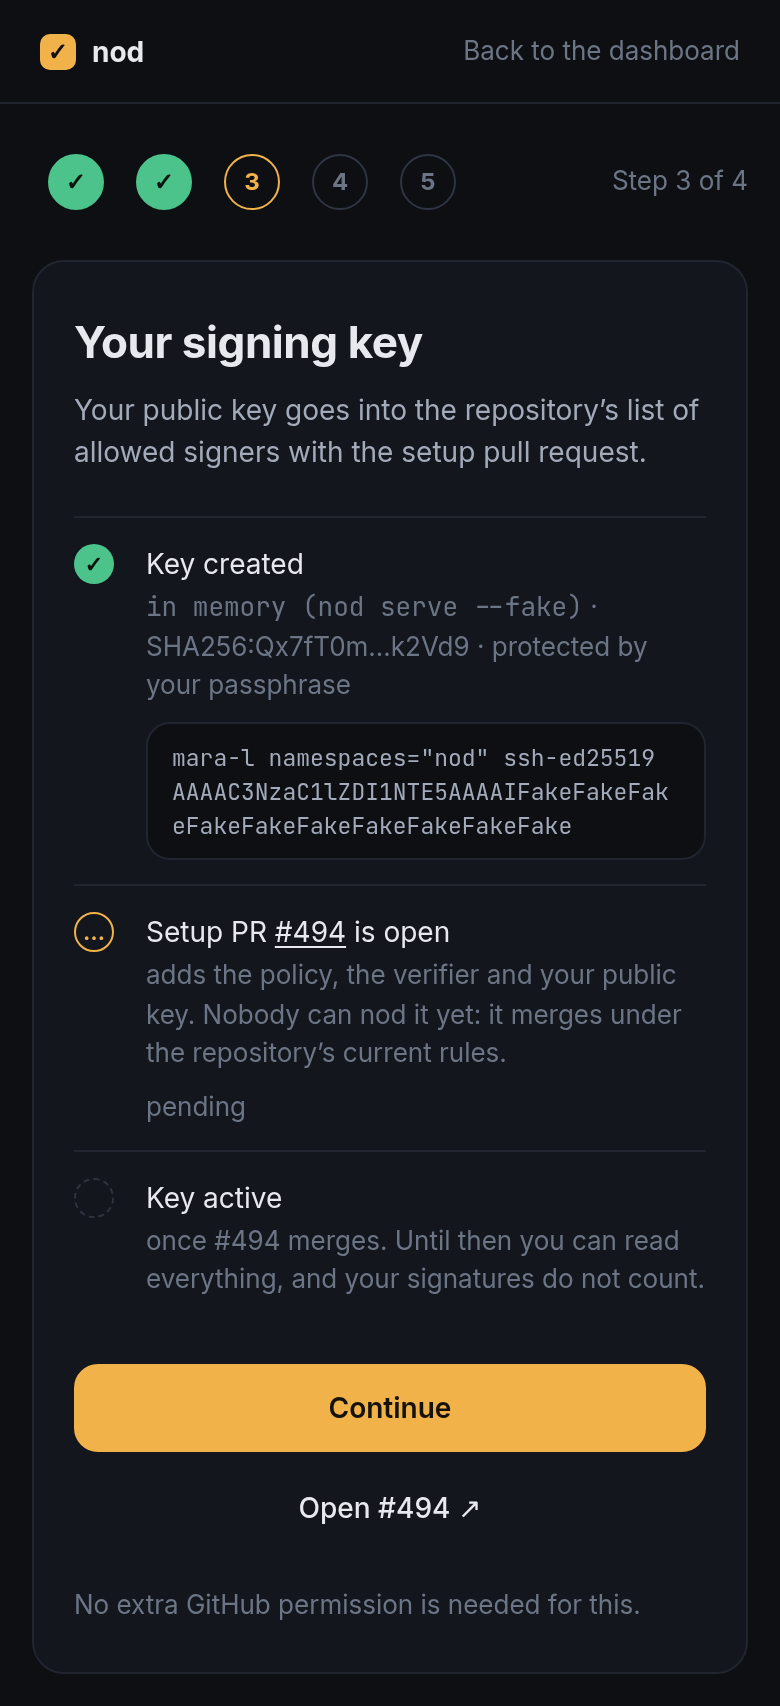 ✓ nod
Back to the dashboard
✓ ✓ 3 4 5
Step 3 of 4
Your signing key
Your public key goes into the repository’s list of
allowed signers with the setup pull request.
✓ Key created
in memory (nod serve --fake) ·
SHA256:Qx7fT0m…k2Vd9 · protected by
your passphrase
mara-l namespaces="nod" ssh-ed25519
AAAAC3NzaC1lZDI1NTE5AAAAIFakeFakeFak
eFakeFakeFakeFakeFakeFakeFake
… Setup PR #494 is open
adds the policy, the verifier and your public
key. Nobody can nod it yet: it merges under
the repository’s current rules.
pending
Key active
once #494 merges. Until then you can read
everything, and your signatures do not count.
Continue
Open #494 ↗
No extra GitHub permission is needed for this.